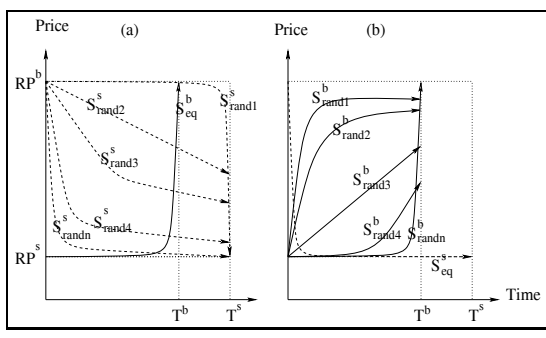 Price (a)
RP^b
S^s_rand2
S^b_eq
S^s_rand1
S^s_rand3
S^s_randn
S^s_rand4
RP^s
T^b T^s
Price (b)
S^b_rand1
S^b_rand2
S^b_rand3
S^b_rand4
S^b_randn
S^s_eq
Time
T^b T^s